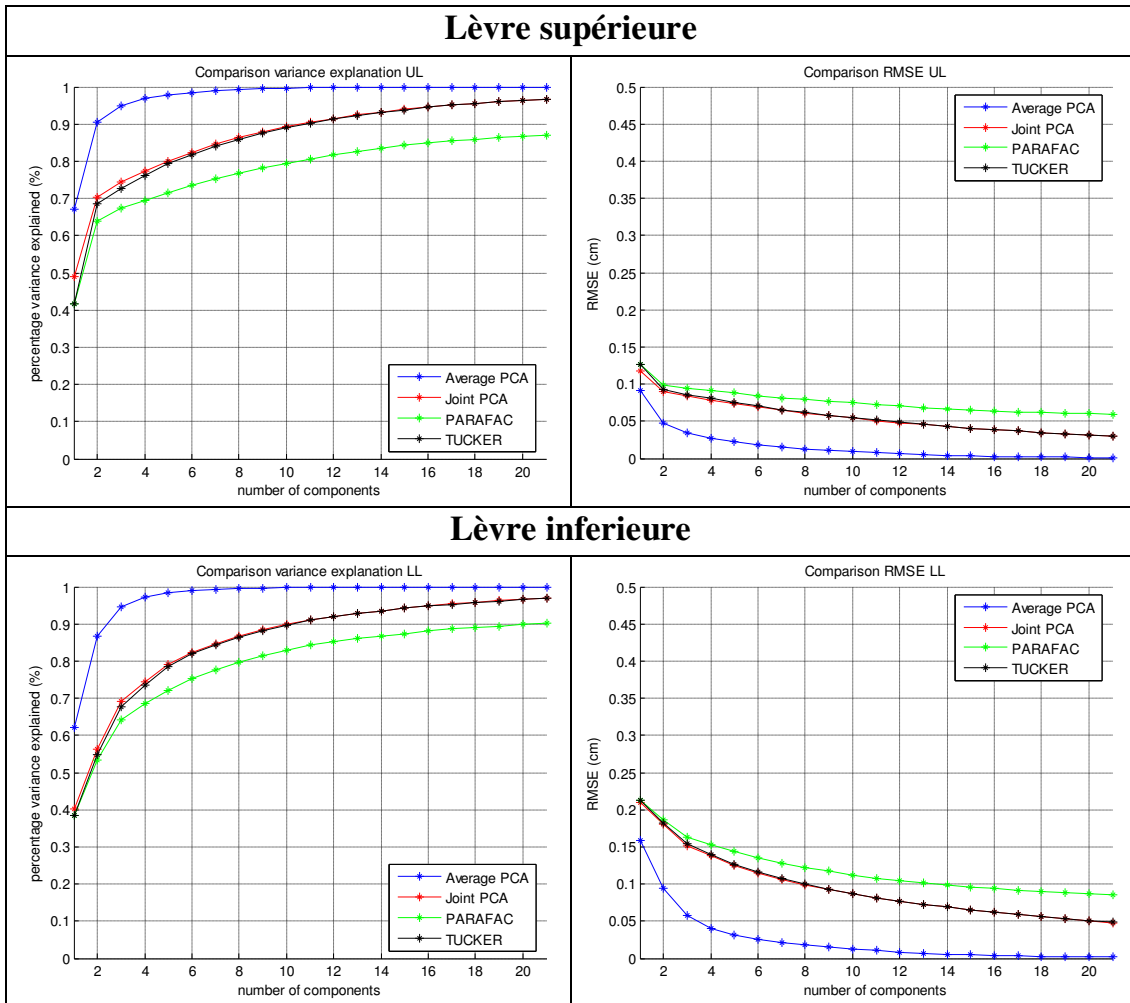 Lèvre supérieure
Comparison variance explanation UL
percentage variance explained (%)
1
0.9
0.8
0.7
0.6
0.5
0.4
0.3
0.2
0.1
0
2 4 6 8 10 12 14 16 18 20
number of components
Average PCA
Joint PCA
PARAFAC
TUCKER
Comparison RMSE UL
RMSE (cm)
0.5
0.45
0.4
0.35
0.3
0.25
0.2
0.15
0.1
0.05
0
2 4 6 8 10 12 14 16 18 20
number of components
Average PCA
Joint PCA
PARAFAC
TUCKER
Lèvre inferieure
Comparison variance explanation LL
percentage variance explained (%)
1
0.9
0.8
0.7
0.6
0.5
0.4
0.3
0.2
0.1
0
2 4 6 8 10 12 14 16 18 20
number of components
Average PCA
Joint PCA
PARAFAC
TUCKER
Comparison RMSE LL
RMSE (cm)
0.5
0.45
0.4
0.35
0.3
0.25
0.2
0.15
0.1
0.05
0
2 4 6 8 10 12 14 16 18 20
number of components
Average PCA
Joint PCA
PARAFAC
TUCKER